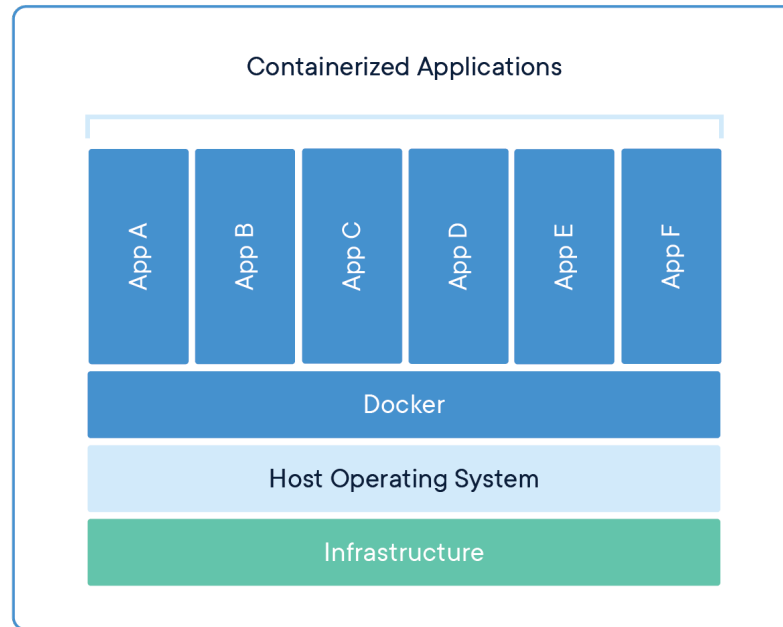 Containerized Applications
App A
App B
App C
App D
App E
App F
Docker
Host Operating System
Infrastructure